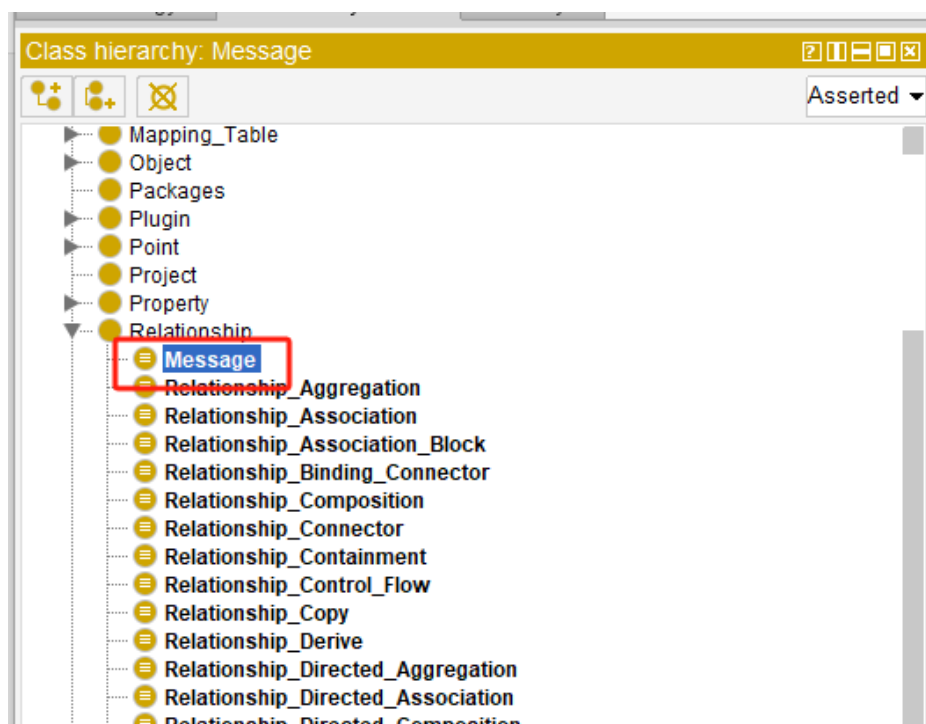 Class hierarchy: Message
Asserted
Mapping_Table
Object
Packages
Plugin
Point
Project
Property
Relationship
Message
Relationship_Aggregation
Relationship_Association
Relationship_Association_Block
Relationship_Binding_Connector
Relationship_Composition
Relationship_Connector
Relationship_Containment
Relationship_Control_Flow
Relationship_Copy
Relationship_Derive
Relationship_Directed_Aggregation
Relationship_Directed_Association
Relationship_Directed_Composition